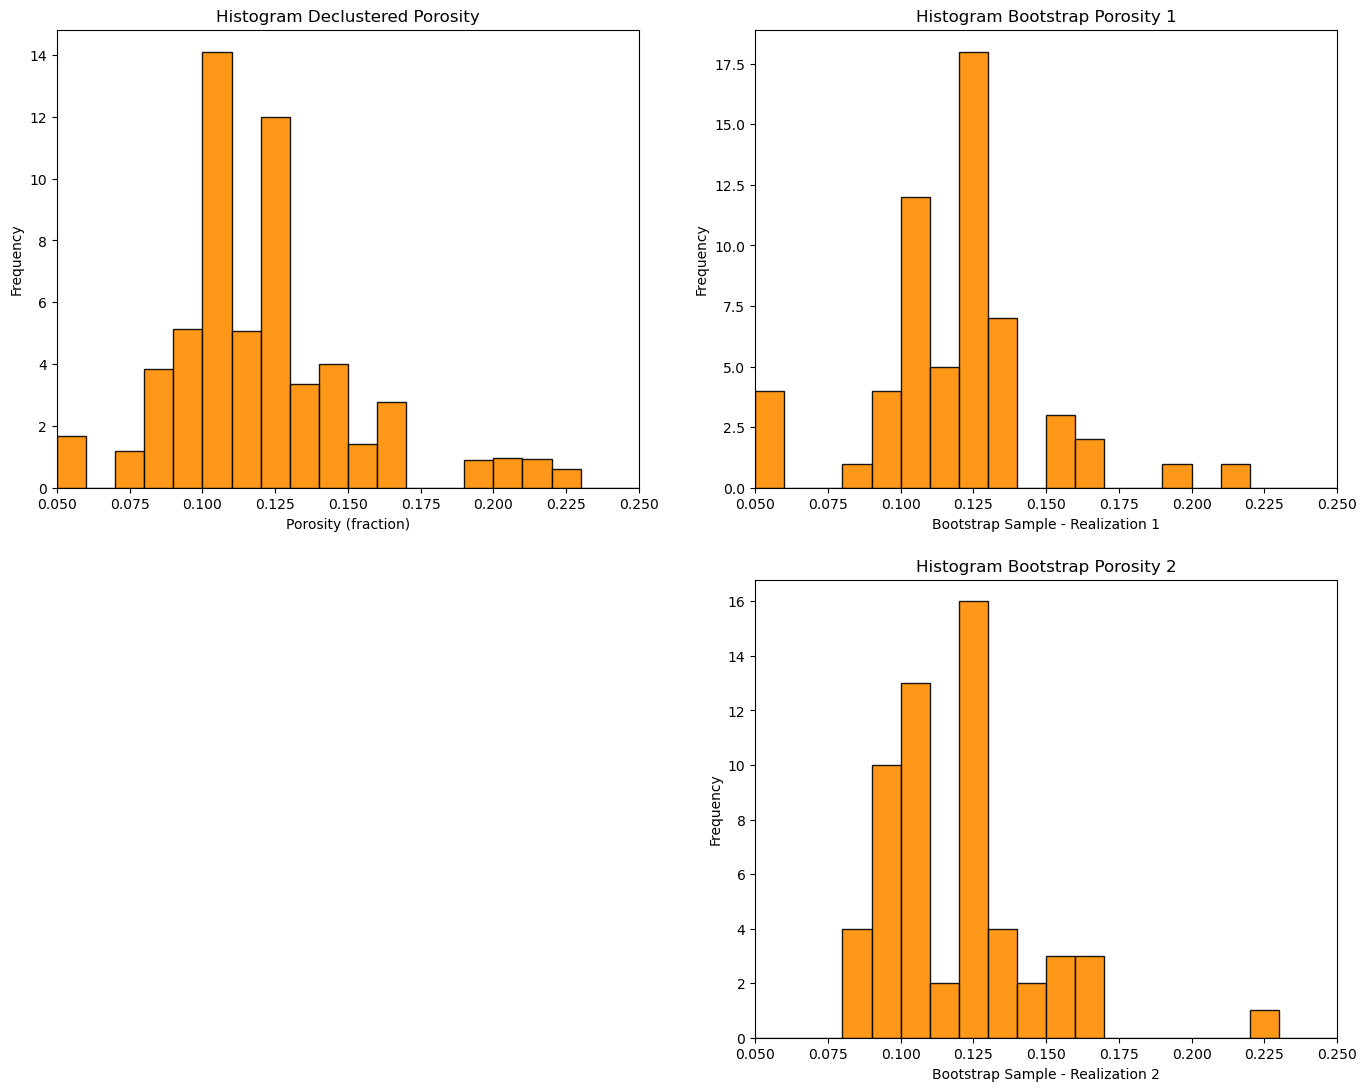 Histogram Declustered Porosity
Frequency
14
12
10
8
6
4
2
0
0.050 0.075 0.100 0.125 0.150 0.175 0.200 0.225 0.250
Porosity (fraction)
Histogram Bootstrap Porosity 1
Frequency
17.5
15.0
12.5
10.0
7.5
5.0
2.5
0.0
0.050 0.075 0.100 0.125 0.150 0.175 0.200 0.225 0.250
Bootstrap Sample - Realization 1
Histogram Bootstrap Porosity 2
Frequency
16
14
12
10
8
6
4
2
0
0.050 0.075 0.100 0.125 0.150 0.175 0.200 0.225 0.250
Bootstrap Sample - Realization 2